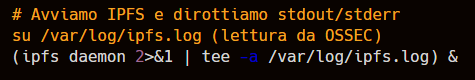 # Avviamo IPFS e dirottiamo stdout/stderr
su /var/log/ipfs.log (lettura da OSSEC)
(ipfs daemon 2>&1 | tee -a /var/log/ipfs.log) &